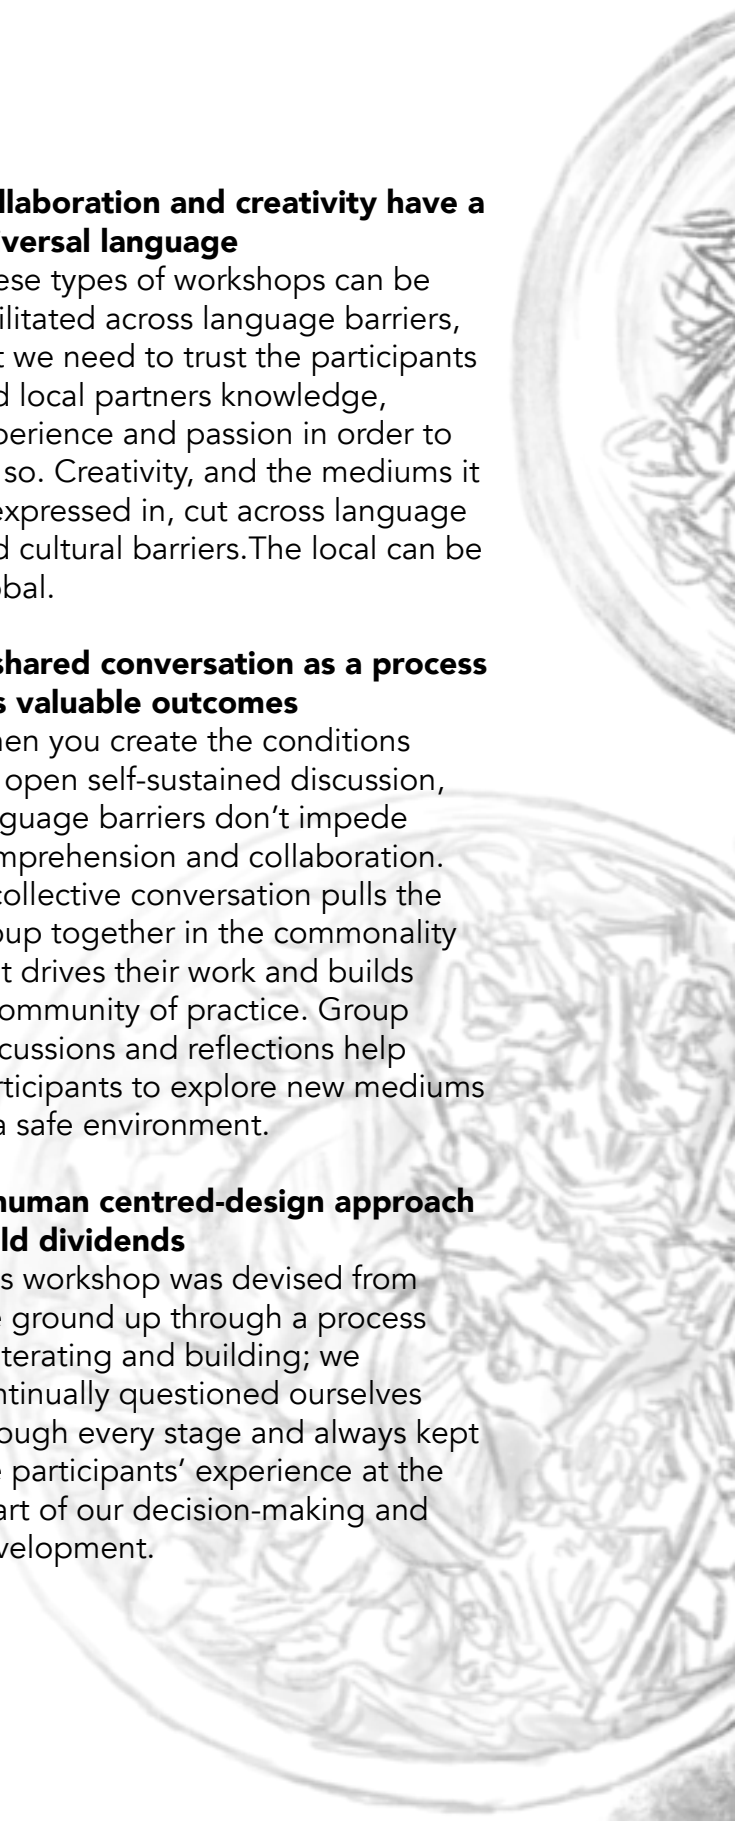 llaboration and creativity have a
iversal language
ese types of workshops can be
ilitated across language barriers,
t we need to trust the participants
d local partners knowledge,
perience and passion in order to
so. Creativity, and the mediums it
expressed in, cut across language
d cultural barriers.The local can be
obal.
shared conversation as a process
s valuable outcomes
hen you create the conditions
open self-sustained discussion,
guage barriers don’t impede
mprehension and collaboration.
collective conversation pulls the
oup together in the commonality
t drives their work and builds
ommunity of practice. Group
cussions and reflections help
rticipants to explore new mediums
a safe environment.
human centred-design approach
ld dividends
s workshop was devised from
e ground up through a process
terating and building; we
ntinually questioned ourselves
ough every stage and always kept
e participants’ experience at the
art of our decision-making and
velopment.